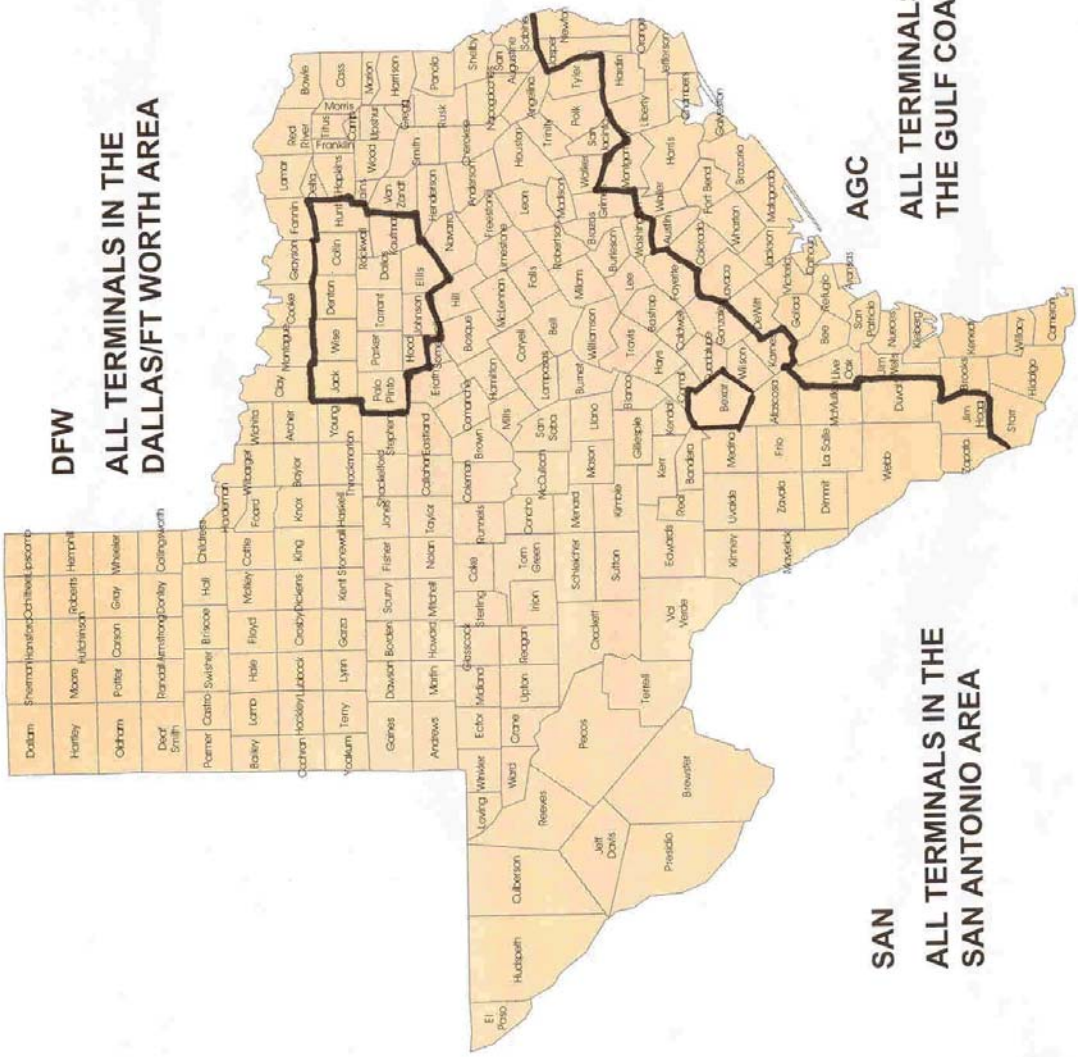 DFW
ALL TERMINALS IN THE
DALLAS/FT WORTH AREA
Dallam
Sherman
Hansford
Ochiltree
Lipscomb
Hartley
Moore
Hutchinson
Roberts
Hemphill
Oldham
Potter
Carson
Gray
Wheeler
Deaf
Smith
Randall
Armstrong
Donley
Collingsworth
Parmer
Castro
Swisher
Briscoe
Hall
Childress
Bailey
Lamb
Hale
Floyd
Motley
Cottle
Hardeman
Foard
Wilbarger
Wichita
Clay
Montague
Cooke
Grayson
Fannin
Lamar
Red
River
Bowie
Cochran
Hockley
Lubbock
Crosby
Dickens
King
Knox
Baylor
Archer
Delta
Hopkins
Franklin
Titus
Morris
Cass
Camp
Yoakum
Terry
Lynn
Garza
Kent
Stonewall
Haskell
Throckmorton
Young
Jack
Wise
Denton
Collin
Hunt
Rains
Wood
Upshur
Marion
Harrison
Gregg
Gaines
Dawson
Borden
Scurry
Fisher
Jones
Shackelford
Stephens
Palo
Pinto
Parker
Tarrant
Dallas
Rockwall
Kaufman
Van
Zandt
Smith
Rusk
Panola
Andrews
Martin
Howard
Mitchell
Nolan
Taylor
Callahan
Eastland
Erath
Hood
Johnson
Ellis
Henderson
Navarro
Anderson
Cherokee
Shelby
Nacogdoches
San
Augustine
Sabine
Loving
Winkler
Ector
Midland
Glasscock
Sterling
Coke
Runnels
Coleman
Brown
Comanche
Hamilton
Bosque
Hill
Freestone
Limestone
McLennan
El
Paso
Hudspeth
Culberson
Reeves
Ward
Crane
Upton
Reagan
Irion
Tom
Green
Concho
McCulloch
San
Saba
Mills
Lampasas
Coryell
Bell
Falls
Leon
Houston
Trinity
Angelina
Jasper
Newton
Robertson
Madison
Walker
Polk
Tyler
San
Jacinto
Hardin
Orange
Jefferson
Liberty
Chambers
Jeff
Davis
Pecos
Crockett
Schleicher
Menard
Mason
Llano
Burnet
Williamson
Milam
Brazos
Burleson
Grimes
Sutton
Kimble
Gillespie
Blanco
Travis
Lee
Bastrop
Hays
Presidio
Brewster
Terrell
Val
Verde
Edwards
Real
Kerr
Bandera
Kendall
Comal
Caldwell
Fayette
Austin
Waller
Harris
Galveston
Fort Bend
Colorado
Brazoria
Wharton
Matagorda
Lavaca
Jackson
Kinney
Uvalde
Medina
Bexar
Guadalupe
Wilson
Karnes
DeWitt
Victoria
Calhoun
Goliad
Refugio
Aransas
Bee
Maverick
Zavala
Frio
Atascosa
Dimmit
La Salle
McMullen
Live
Oak
San
Patricio
Nueces
Jim
Wells
Duval
Webb
Kleberg
Kenedy
Brooks
Zapata
Jim
Hogg
Starr
Hidalgo
Willacy
Cameron
SAN
ALL TERMINALS IN THE
SAN ANTONIO AREA
AGC
ALL TERMINALS
THE GULF COA